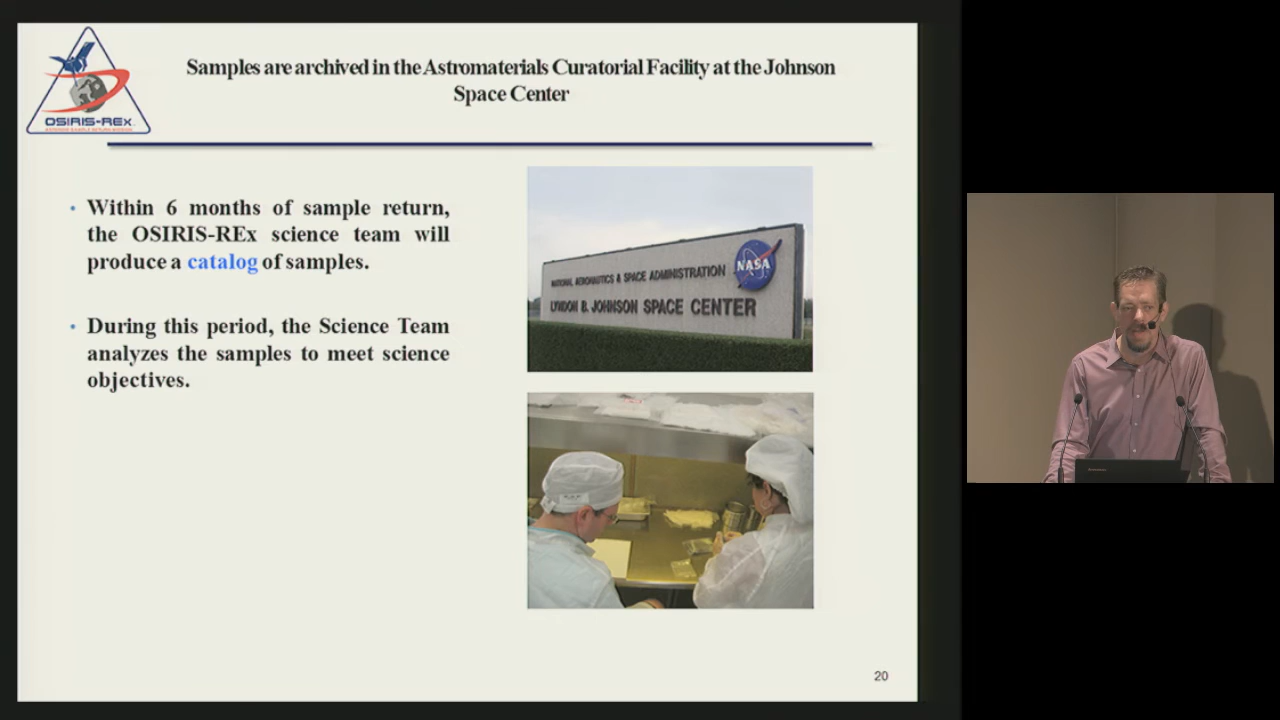 Samples are archived in the Astromaterials Curatorial Facility at the Johnson
Space Center
OSIRIS-REx
• Within 6 months of sample return,
the OSIRIS-REx science team will
produce a catalog of samples.
• During this period, the Science Team
analyzes the samples to meet science
objectives.
NASA
NATIONAL AERONAUTICS & SPACE ADMINISTRATION
LYNDON B. JOHNSON SPACE CENTER
20